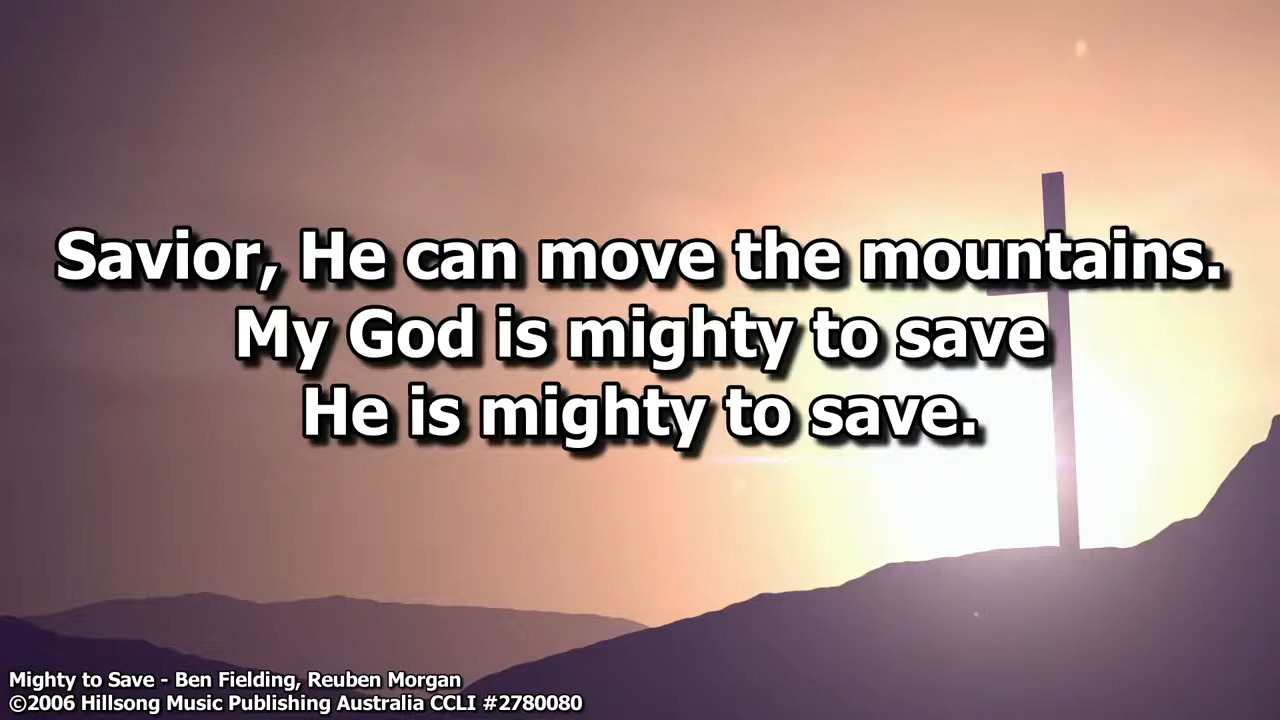 Savior, He can move the mountains.
My God is mighty to save
He is mighty to save.
Mighty to Save - Ben Fielding, Reuben Morgan
©2006 Hillsong Music Publishing Australia CCLI #2780080